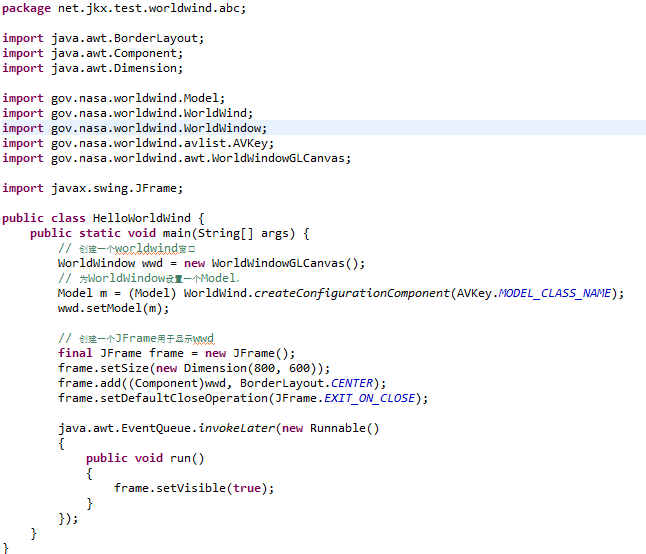 package net.jkx.test.worldwind.abc;

import java.awt.BorderLayout;
import java.awt.Component;
import java.awt.Dimension;

import gov.nasa.worldwind.Model;
import gov.nasa.worldwind.WorldWind;
import gov.nasa.worldwind.WorldWindow;
import gov.nasa.worldwind.avlist.AVKey;
import gov.nasa.worldwind.awt.WorldWindowGLCanvas;

import javax.swing.JFrame;

public class HelloWorldWind {
    public static void main(String[] args) {
        // 创建一个worldwind窗口
        WorldWindow wwd = new WorldWindowGLCanvas();
        // 为WorldWindow设置一个Model.
        Model m = (Model) WorldWind.createConfigurationComponent(AVKey.MODEL_CLASS_NAME);
        wwd.setModel(m);

        // 创建一个JFrame用于显示wwd
        final JFrame frame = new JFrame();
        frame.setSize(new Dimension(800, 600));
        frame.add((Component)wwd, BorderLayout.CENTER);
        frame.setDefaultCloseOperation(JFrame.EXIT_ON_CLOSE);

        java.awt.EventQueue.invokeLater(new Runnable()
        {
            public void run()
            {
                frame.setVisible(true);
            }
        });
    }
}